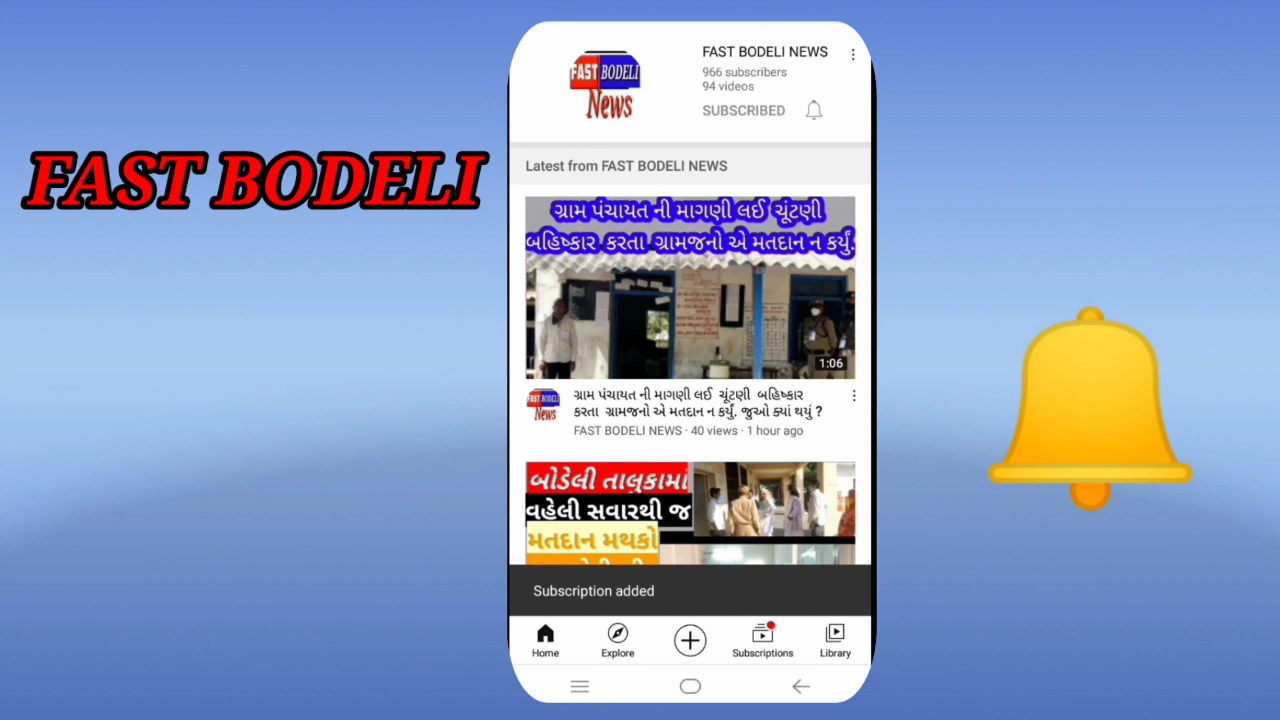 FAST BODELI
FAST BODELI
News
FAST BODELI NEWS
966 subscribers
94 videos
SUBSCRIBED
Latest from FAST BODELI NEWS
ગ્રામ પંચાયત ની માગણી લઈ ચૂંટણી
બહિષ્કાર કરતા ગ્રામજનો એ મતદાન ન કર્યું.
1:06
FAST BODELI
News
ગ્રામ પંચાયત ની માગણી લઈ ચૂંટણી બહિષ્કાર
કરતા ગ્રામજનો એ મતદાન ન કર્યું. જુઓ ક્યાં થયું ?
FAST BODELI NEWS · 40 views · 1 hour ago
બોડેલી તાલુકામાં
વહેલી સવારથી જ
મતદાન મથકો
Subscription added
Home
Explore
Subscriptions
Library